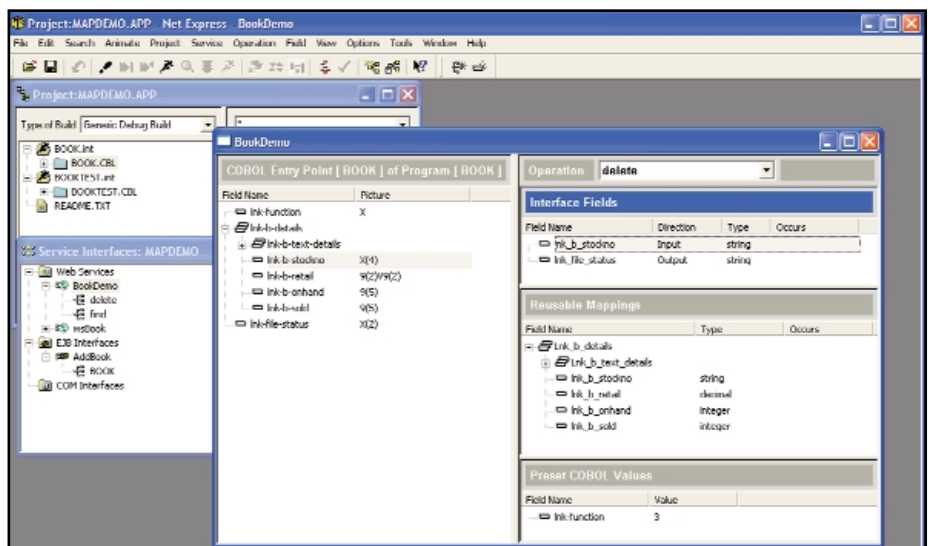 Project:MAPDEMO.APP - Net Express - BookDemo
File Edit Search Animate Project Service Operation Field View Options Tools Window Help
Project:MAPDEMO.APP
Type of Build Generic Debug Build
*
BOOK.int
BOOK.CBL
BOOKTEST.int
BOOKTEST.CBL
README.TXT
Service Interfaces: MAPDEMO
Web Services
BookDemo
delete
find
wsBook
EJB Interfaces
AddBook
BOOK
COM Interfaces
BookDemo
COBOL Entry Point [ BOOK ] of Program [ BOOK ]
Field Name Picture
lnk-function X
lnk-b-details
lnk-b-text-details
lnk-b-stockno X(4)
lnk-b-retail 9(2)V9(2)
lnk-b-onhand 9(5)
lnk-b-sold 9(5)
lnk-file-status X(2)
Operation delete
Interface Fields
Field Name Direction Type Occurs
lnk_b_stockno Input string
lnk_file_status Output string
Reusable Mappings
Field Name Type Occurs
Lnk_b_details
Lnk_b_text_details
lnk_b_stockno string
lnk_b_retail decimal
lnk_b_onhand integer
lnk_b_sold integer
Preset COBOL Values
Field Name Value
lnk-function 3